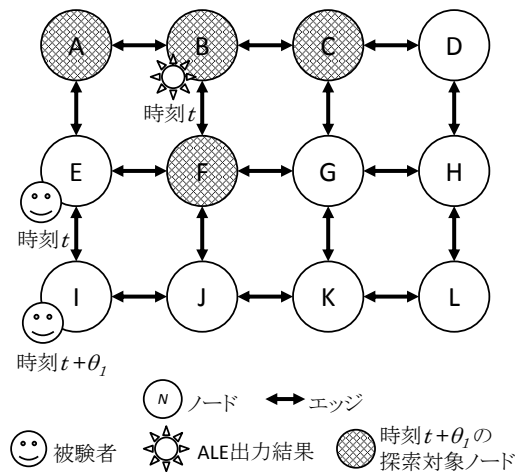 A B C D
時刻t
E F G H
時刻t
I J K L
時刻t+θ1
N ノード エッジ
被験者 ALE出力結果 時刻t+θ1の
探索対象ノード